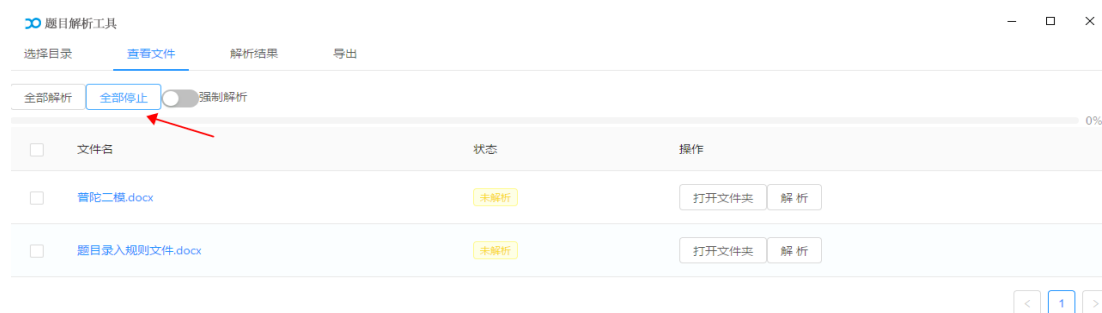 题目解析工具
选择目录 查看文件 解析结果 导出
全部解析 全部停止 强制解析
0%
文件名 状态 操作
普陀二模.docx 未解析 打开文件夹 解 析
题目录入规则文件.docx 未解析 打开文件夹 解 析
< 1 >